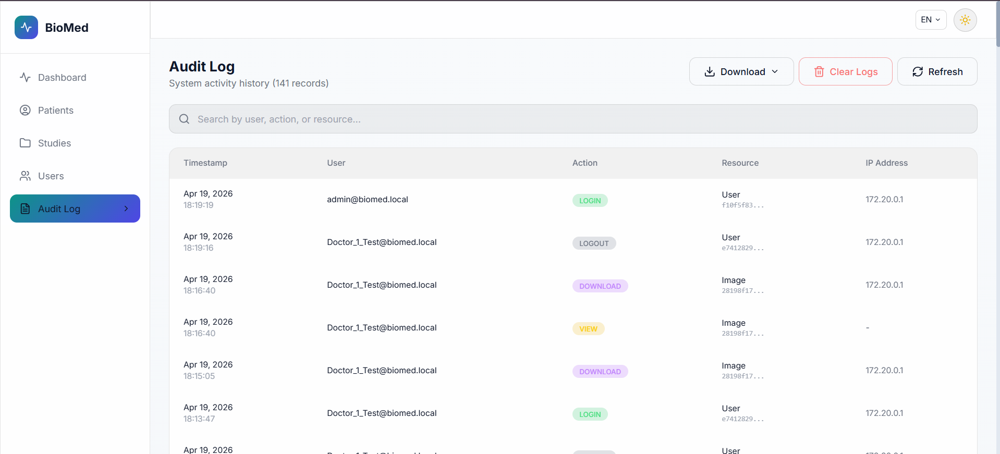 BioMed
EN
Dashboard
Patients
Studies
Users
Audit Log
Audit Log
System activity history (141 records)
Download
Clear Logs
Refresh
Search by user, action, or resource...
Timestamp User Action Resource IP Address
Apr 19, 2026
18:19:19
admin@biomed.local
LOGIN
User
f10f5f83...
172.20.0.1
Apr 19, 2026
18:19:16
Doctor_1_Test@biomed.local
LOGOUT
User
e7412829...
172.20.0.1
Apr 19, 2026
18:16:40
Doctor_1_Test@biomed.local
DOWNLOAD
Image
28198f17...
172.20.0.1
Apr 19, 2026
18:16:40
Doctor_1_Test@biomed.local
VIEW
Image
28198f17...
-
Apr 19, 2026
18:15:05
Doctor_1_Test@biomed.local
DOWNLOAD
Image
28198f17...
172.20.0.1
Apr 19, 2026
18:13:47
Doctor_1_Test@biomed.local
LOGIN
User
e7412829...
172.20.0.1
Apr 19, 2026
User